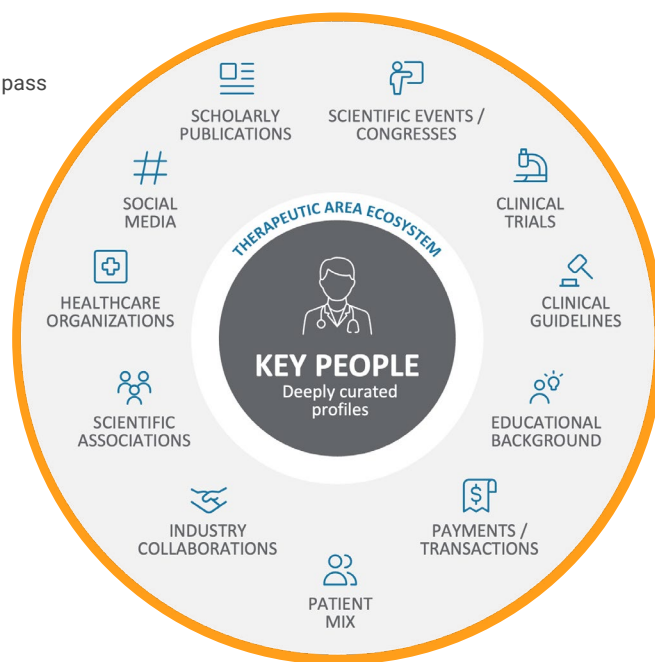 pass
SCHOLARLY
PUBLICATIONS
SCIENTIFIC EVENTS /
CONGRESSES
SOCIAL
MEDIA
CLINICAL
TRIALS
THERAPEUTIC AREA ECOSYSTEM
HEALTHCARE
ORGANIZATIONS
CLINICAL
GUIDELINES
KEY PEOPLE
Deeply curated
profiles
SCIENTIFIC
ASSOCIATIONS
EDUCATIONAL
BACKGROUND
INDUSTRY
COLLABORATIONS
$
PAYMENTS /
TRANSACTIONS
PATIENT
MIX